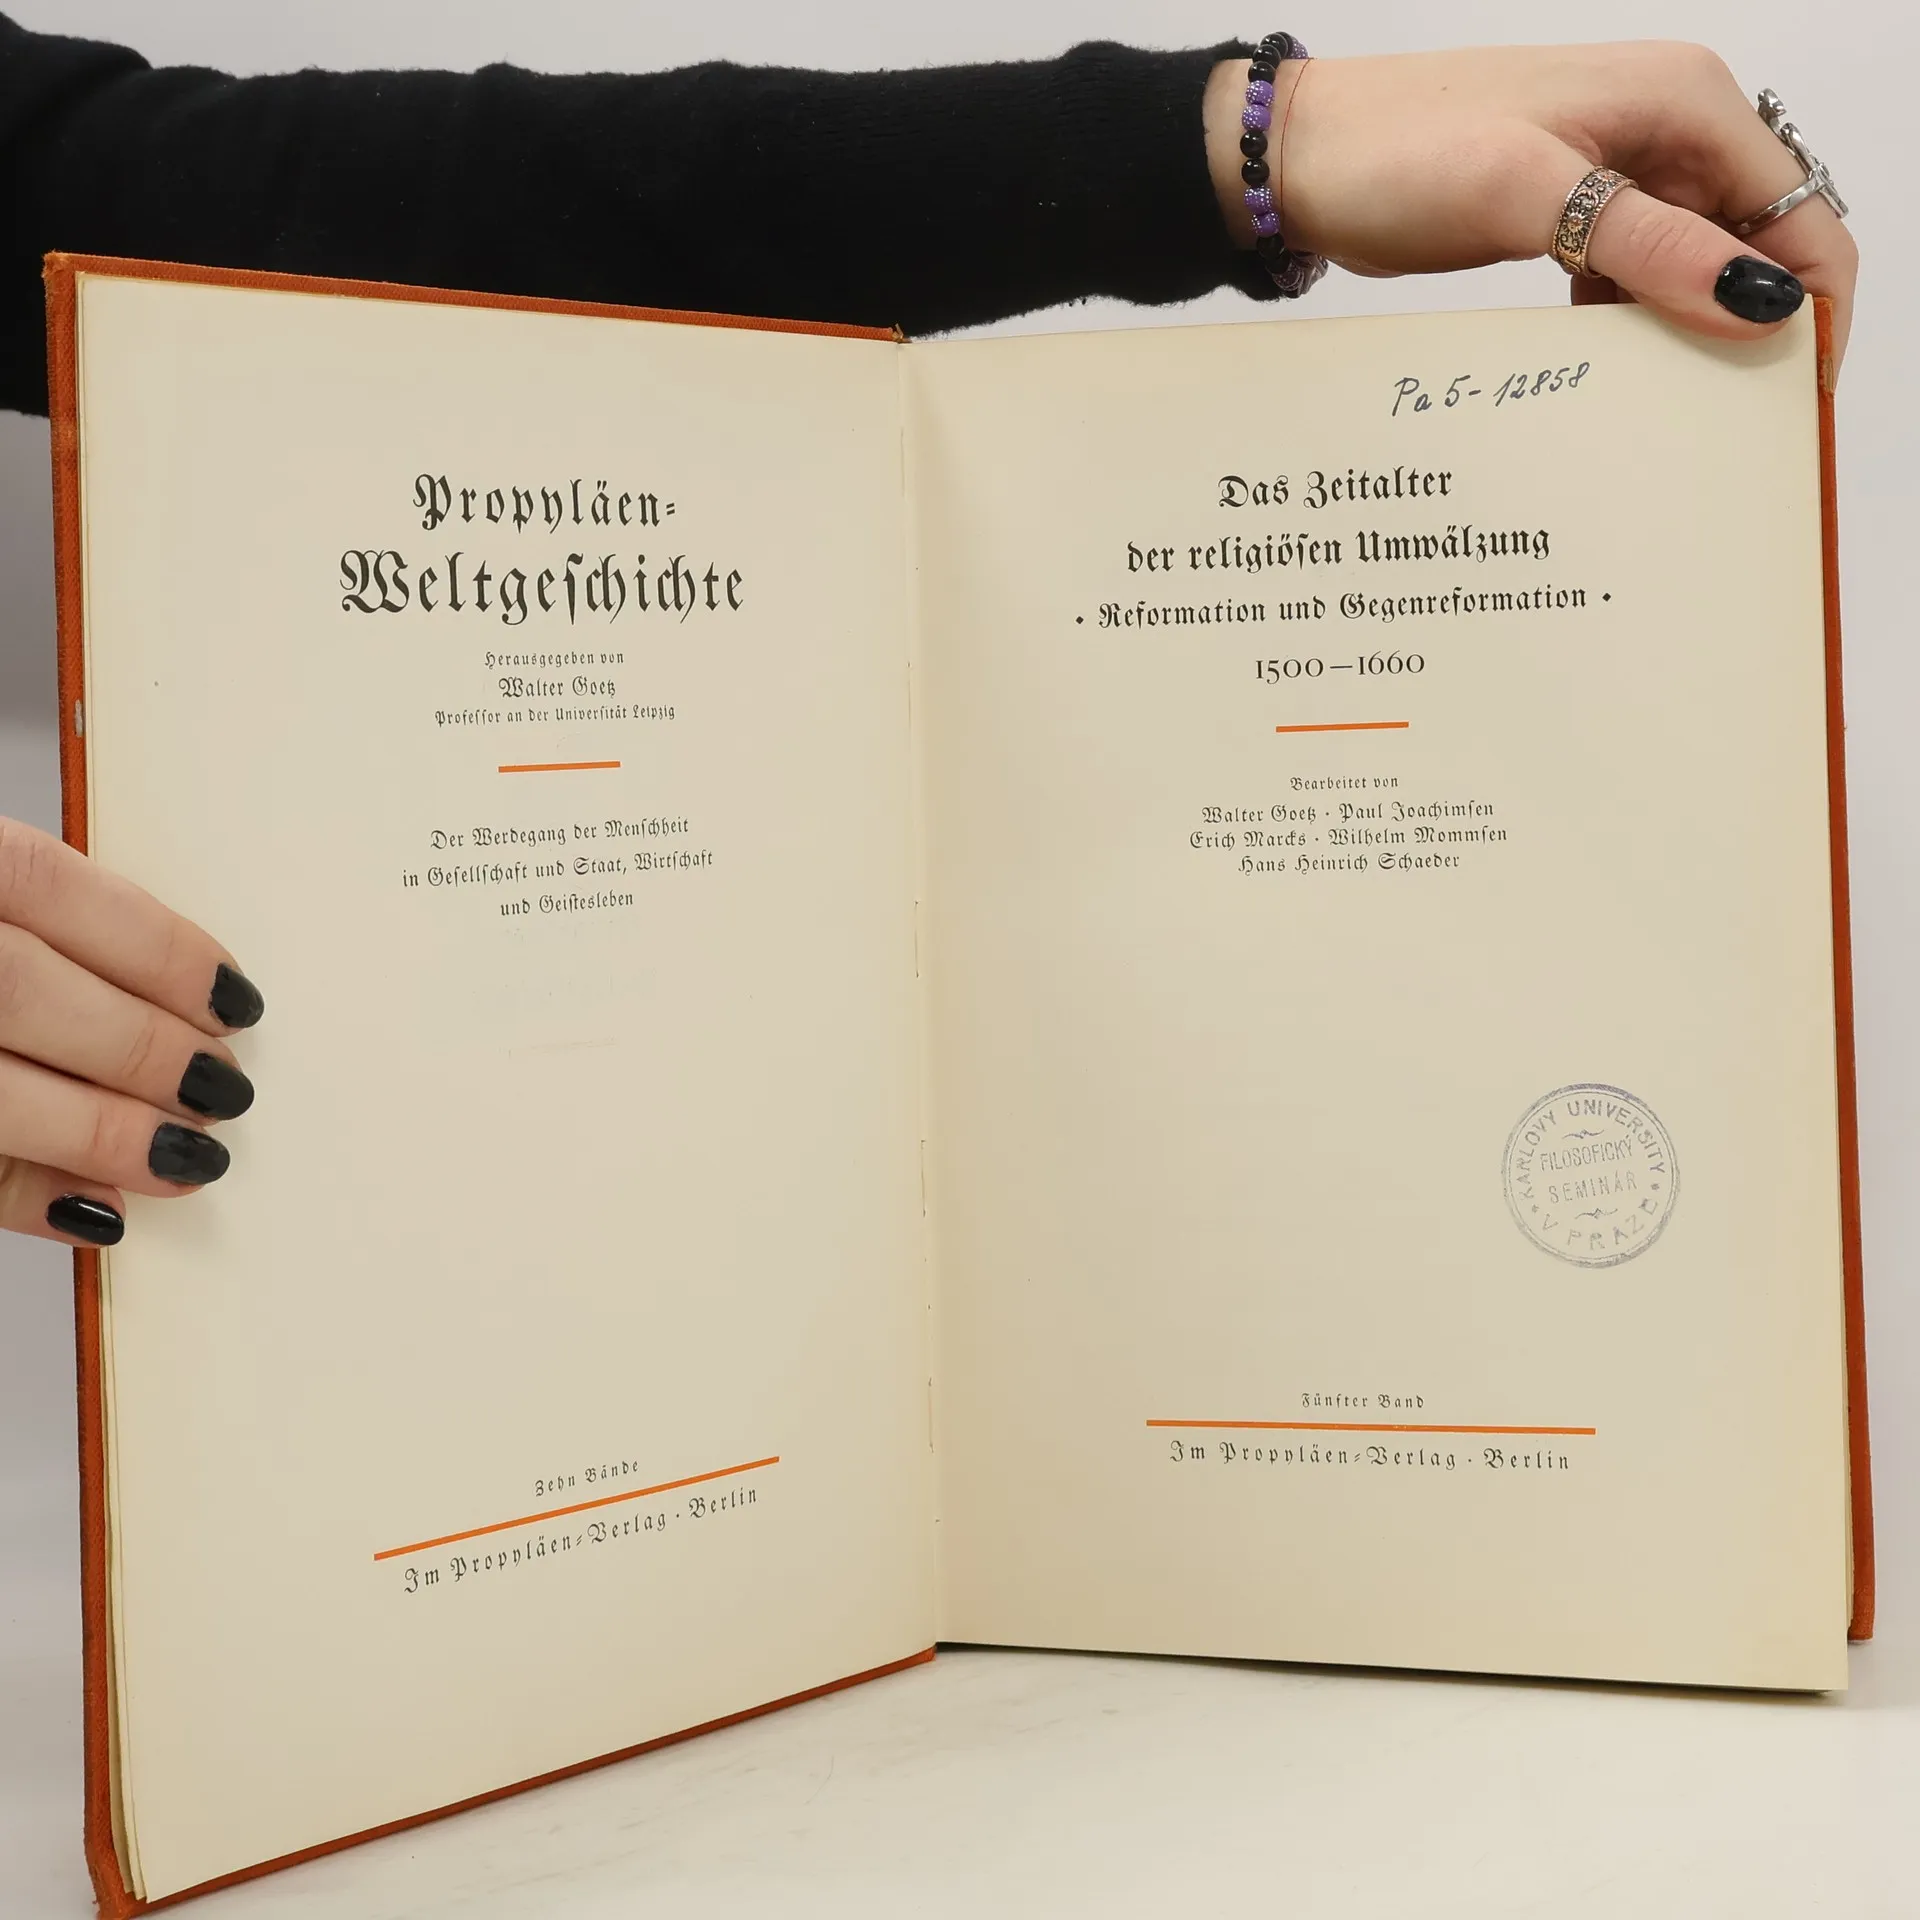 Propyläen-
Weltgeschichte
Herausgegeben von
Walter Goetz
Professor an der Universität Leipzig
Der Werdegang der Menschheit
in Gesellschaft und Staat, Wirtschaft
und Geistesleben
Zehn Bände
Im Propyläen-Verlag · Berlin
Pa 5-12858
Das Zeitalter
der religiösen Umwälzung
• Reformation und Gegenreformation •
1500–1660
Bearbeitet von
Walter Goetz · Paul Joachimsen
Erich Marcks · Wilhelm Mommsen
Hans Heinrich Schaeder
KARLOVY UNIVERSITY
FILOSOFICKÝ
SEMINÁŘ
V PRAZE
Fünfter Band
Im Propyläen-Verlag · Berlin